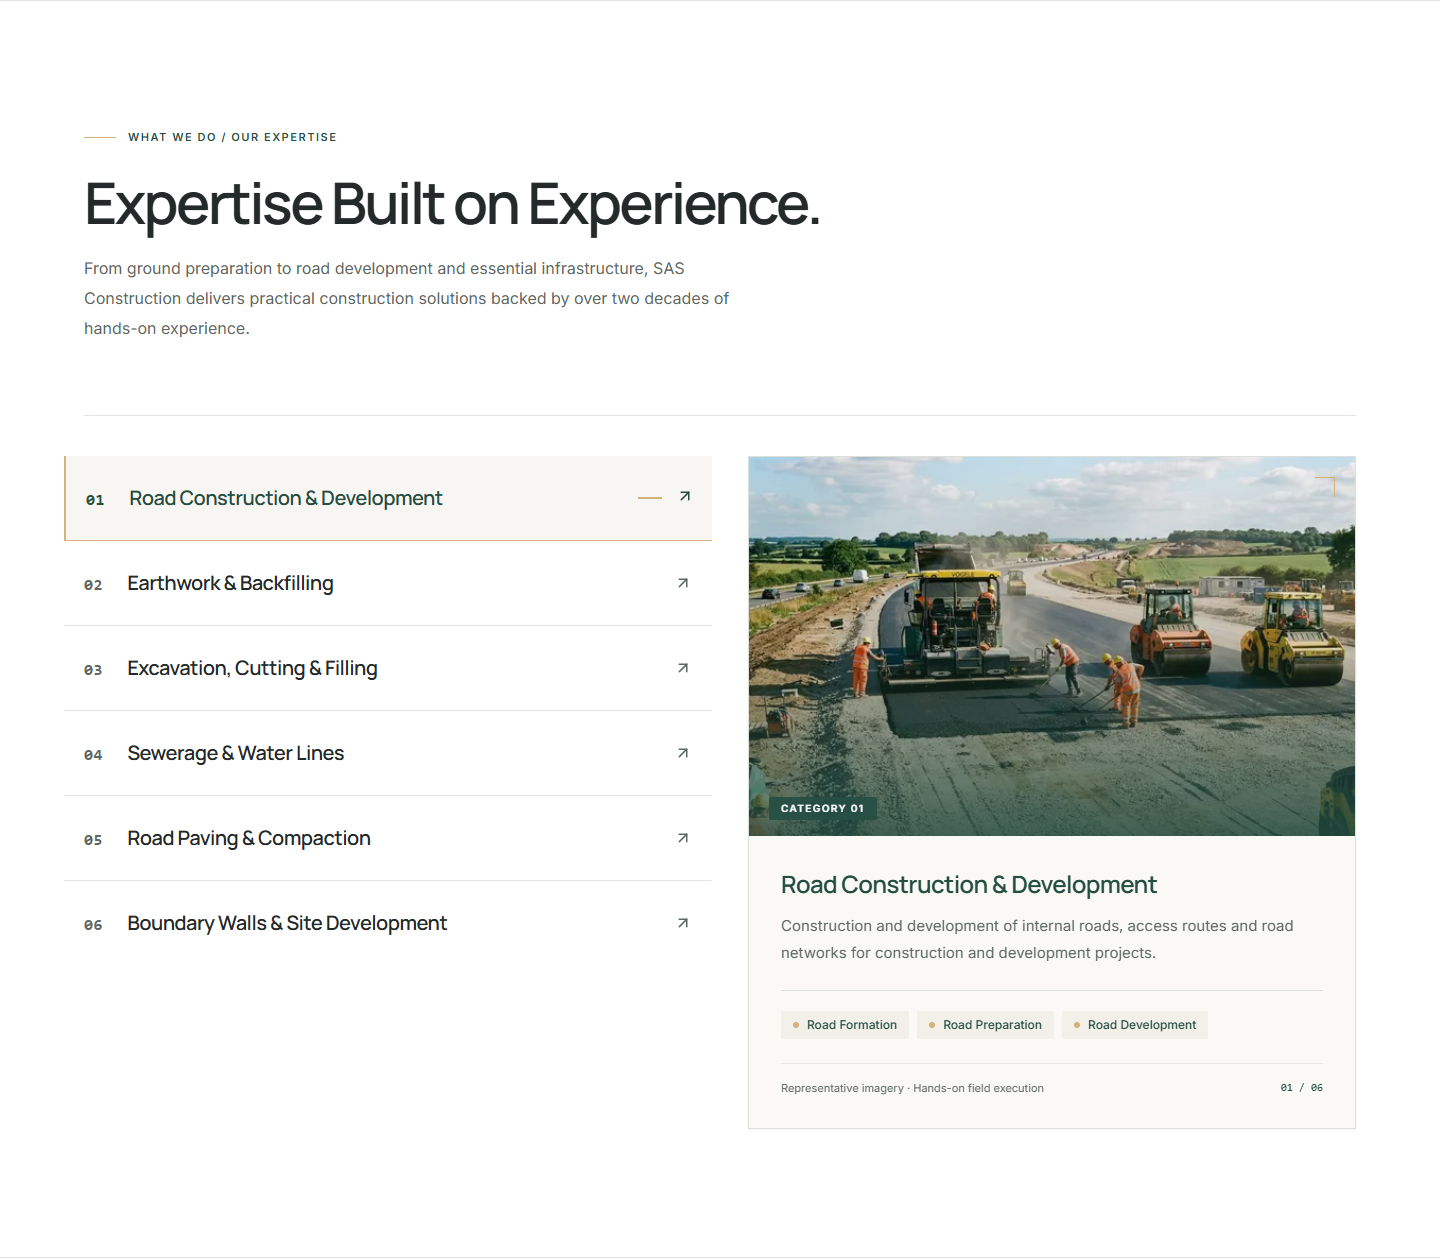 WHAT WE DO / OUR EXPERTISE
Expertise Built on Experience.
From ground preparation to road development and essential infrastructure, SAS
Construction delivers practical construction solutions backed by over two decades of
hands-on experience.
01 Road Construction & Development
02 Earthwork & Backfilling
03 Excavation, Cutting & Filling
04 Sewerage & Water Lines
05 Road Paving & Compaction
06 Boundary Walls & Site Development
VÖGELE
CATEGORY 01
Road Construction & Development
Construction and development of internal roads, access routes and road
networks for construction and development projects.
Road Formation
Road Preparation
Road Development
Representative imagery · Hands-on field execution
01 / 06